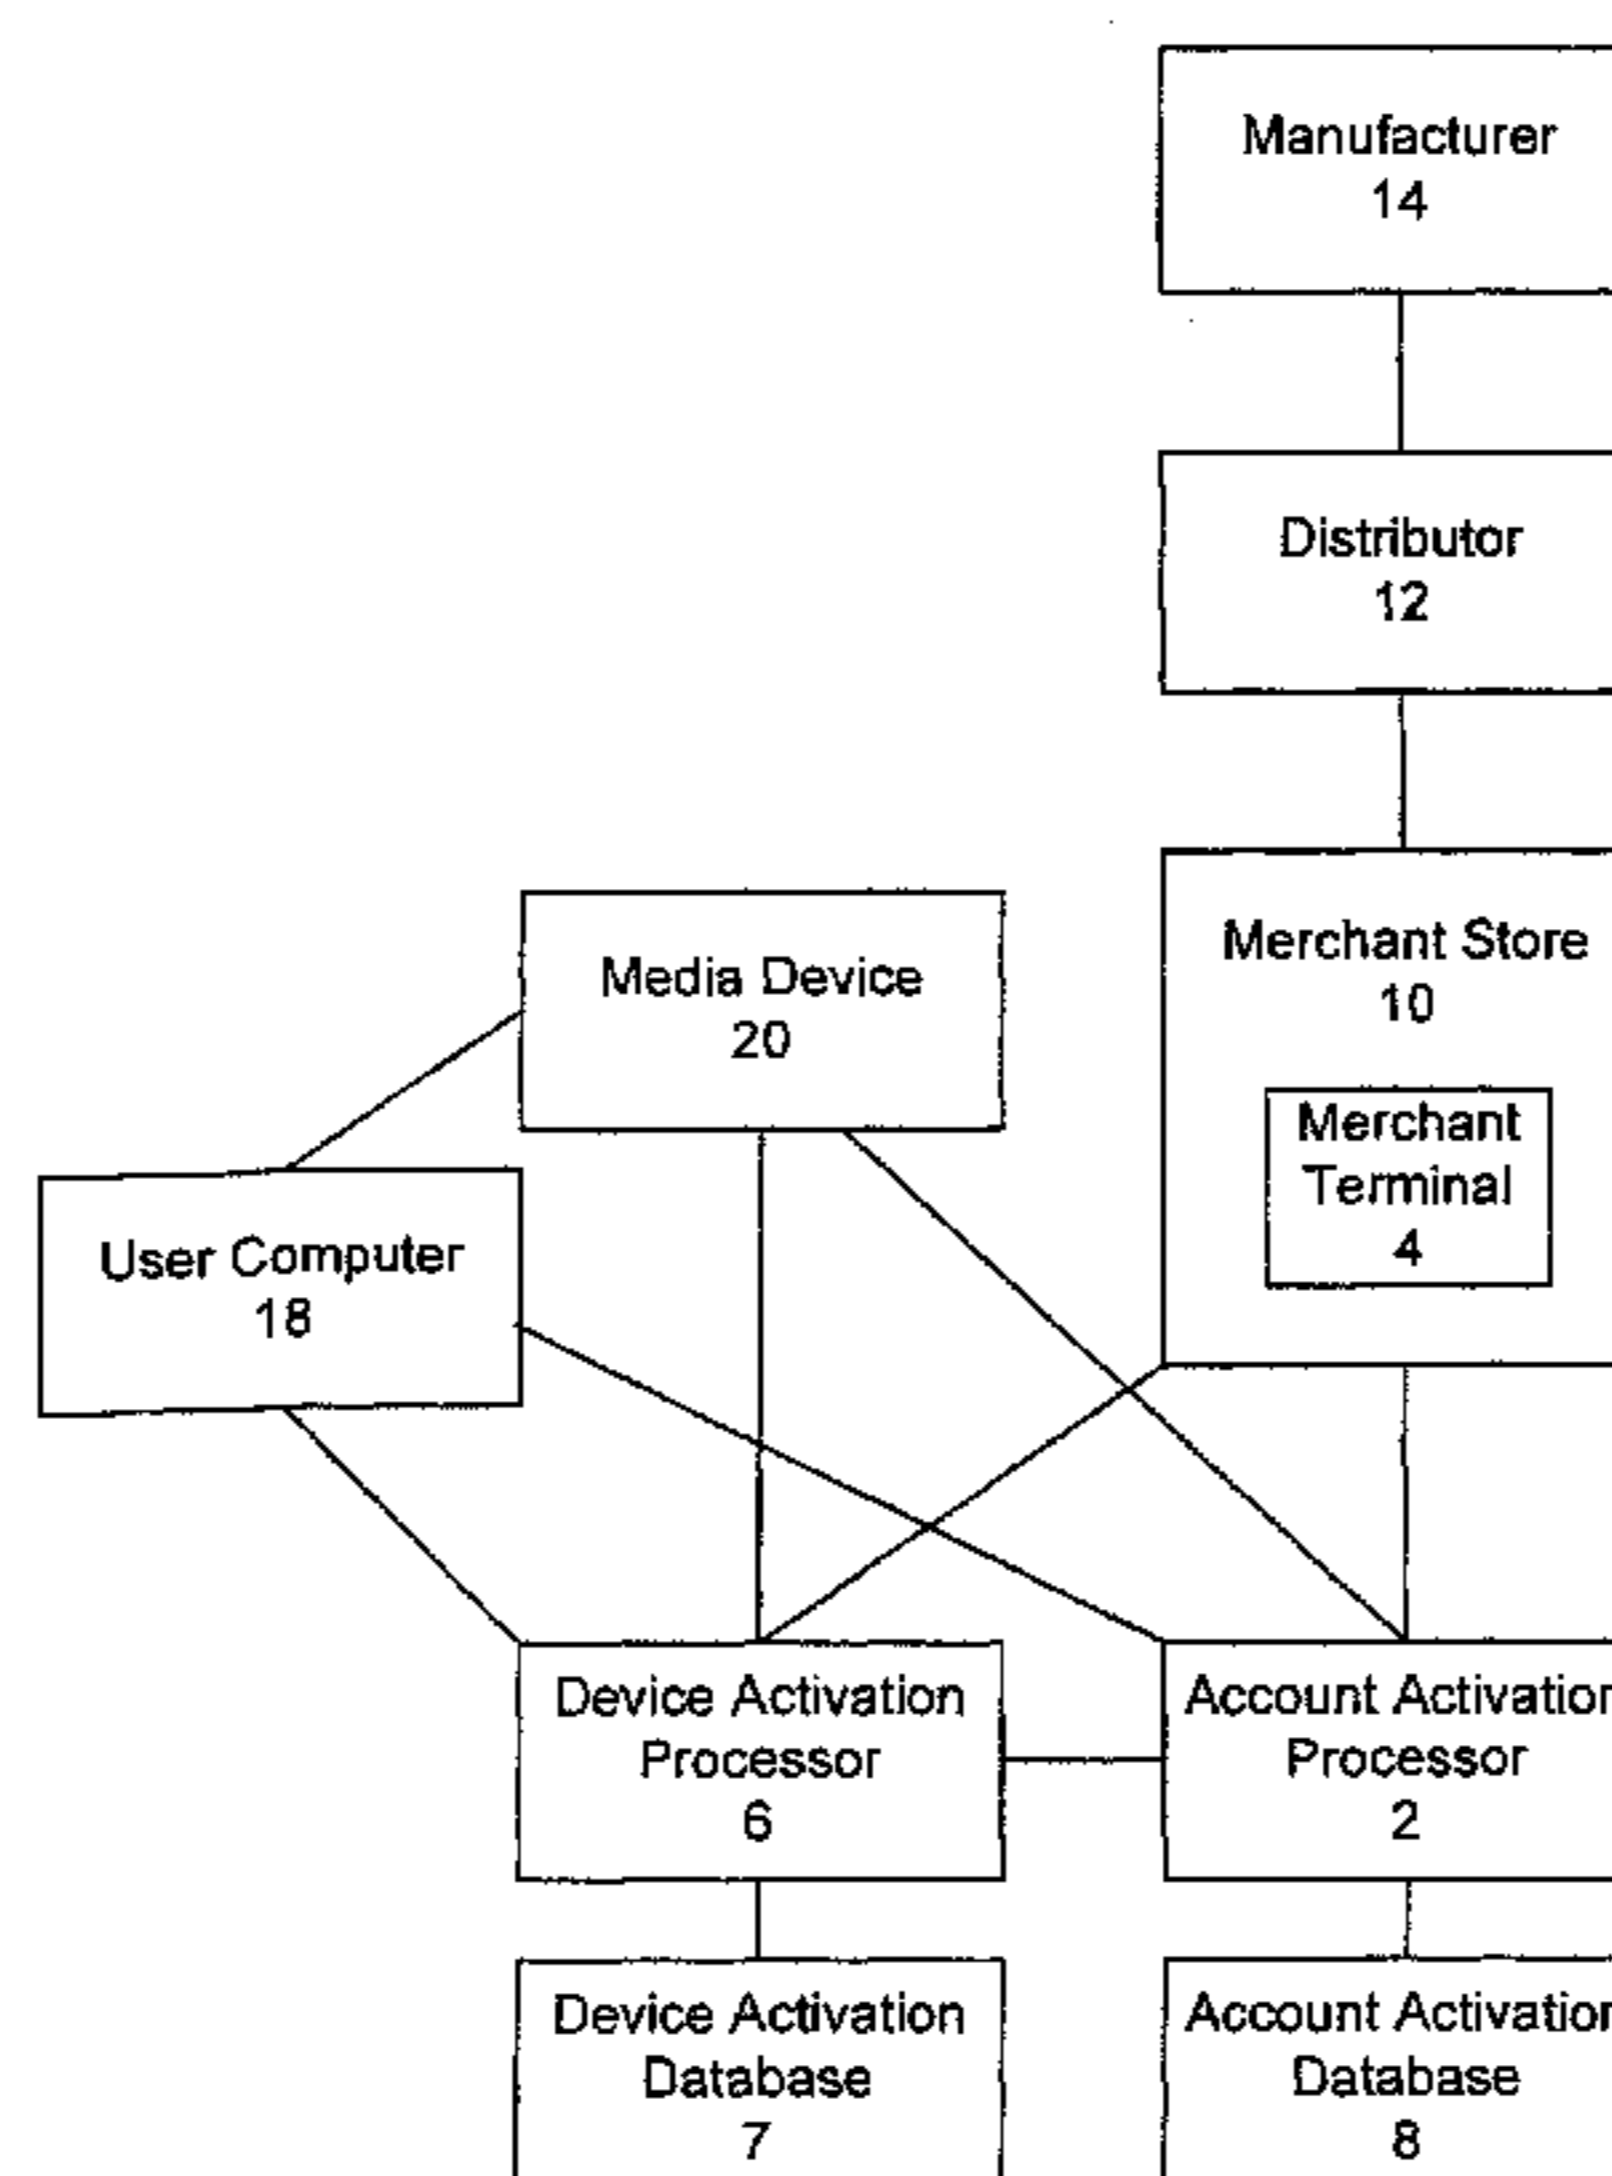 Manufacturer
14
Distributor
12
Merchant Store
10
Merchant
Terminal
4
Media Device
20
User Computer
18
Device Activation
Processor
6
Account Activation
Processor
2
Device Activation
Database
7
Account Activation
Database
8